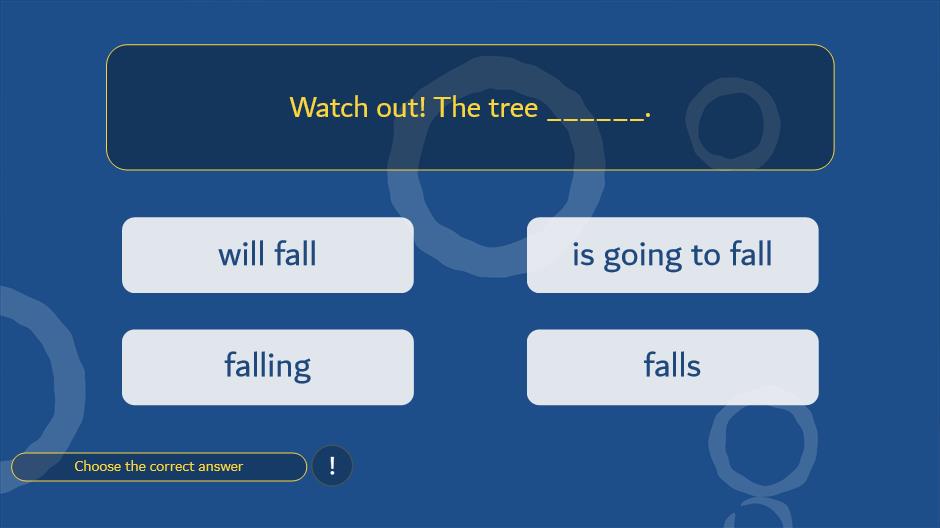 Watch out! The tree ______.
will fall
is going to fall
falling
falls
Choose the correct answer
!